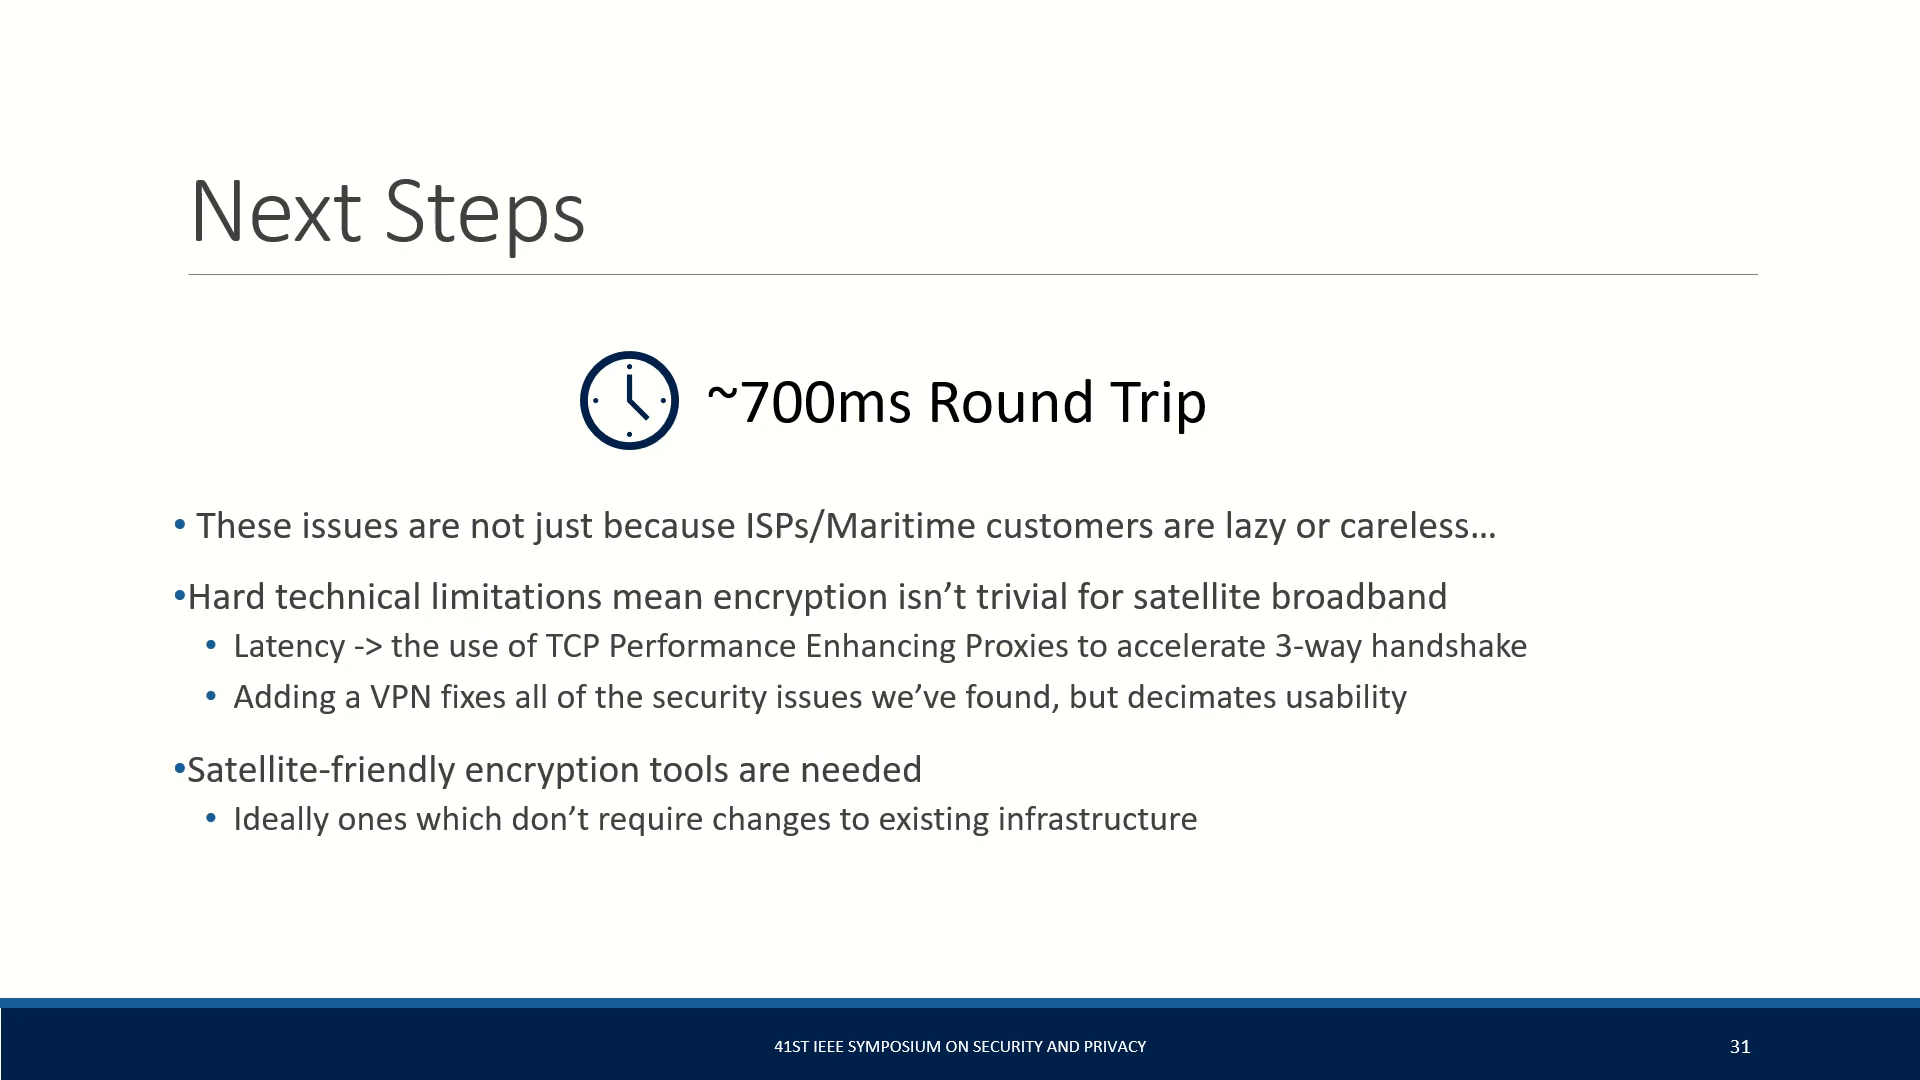 Next Steps
~700ms Round Trip
• These issues are not just because ISPs/Maritime customers are lazy or careless…
•Hard technical limitations mean encryption isn’t trivial for satellite broadband
• Latency -> the use of TCP Performance Enhancing Proxies to accelerate 3-way handshake
• Adding a VPN fixes all of the security issues we’ve found, but decimates usability
•Satellite-friendly encryption tools are needed
• Ideally ones which don’t require changes to existing infrastructure
41ST IEEE SYMPOSIUM ON SECURITY AND PRIVACY
31